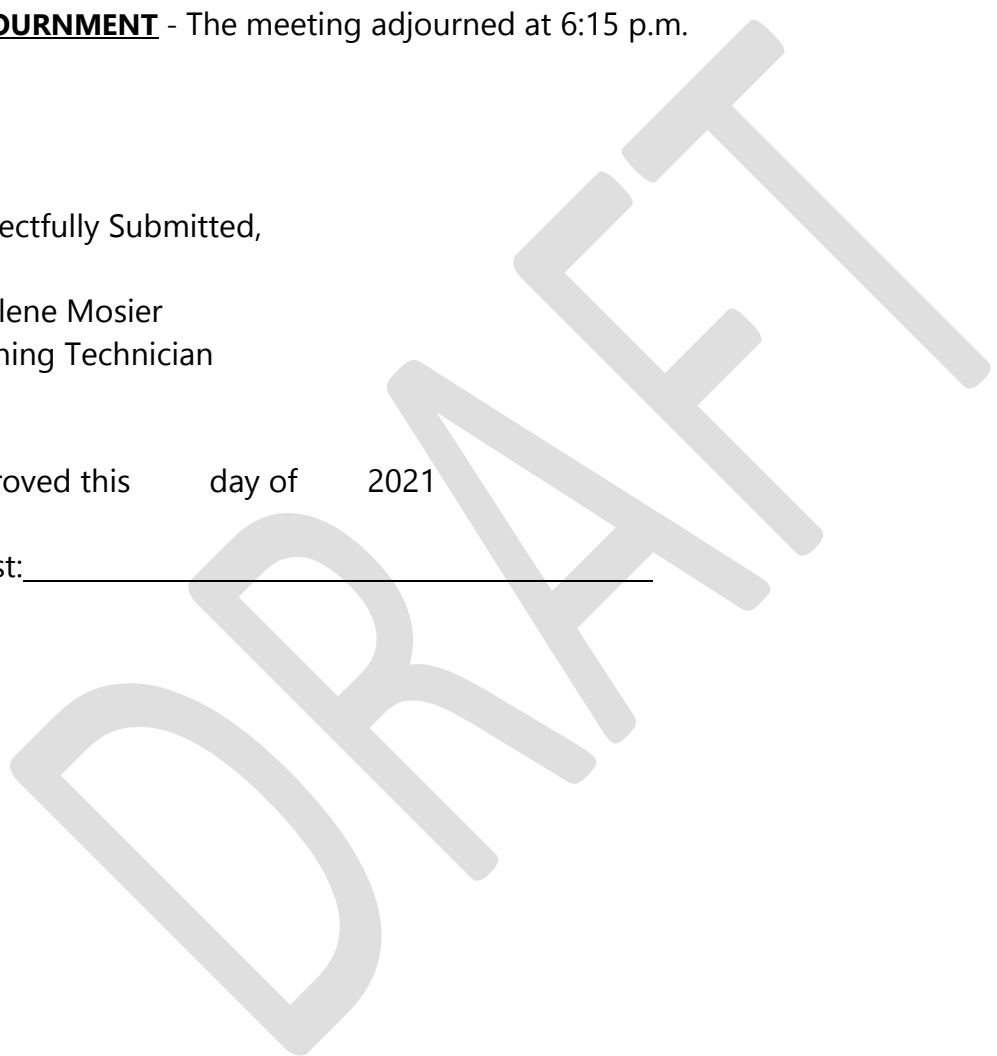 OURNMENT - The meeting adjourned at 6:15 p.m.
ectfully Submitted,
lene Mosier
ning Technician
roved this day of 2021
st:
DRAFT